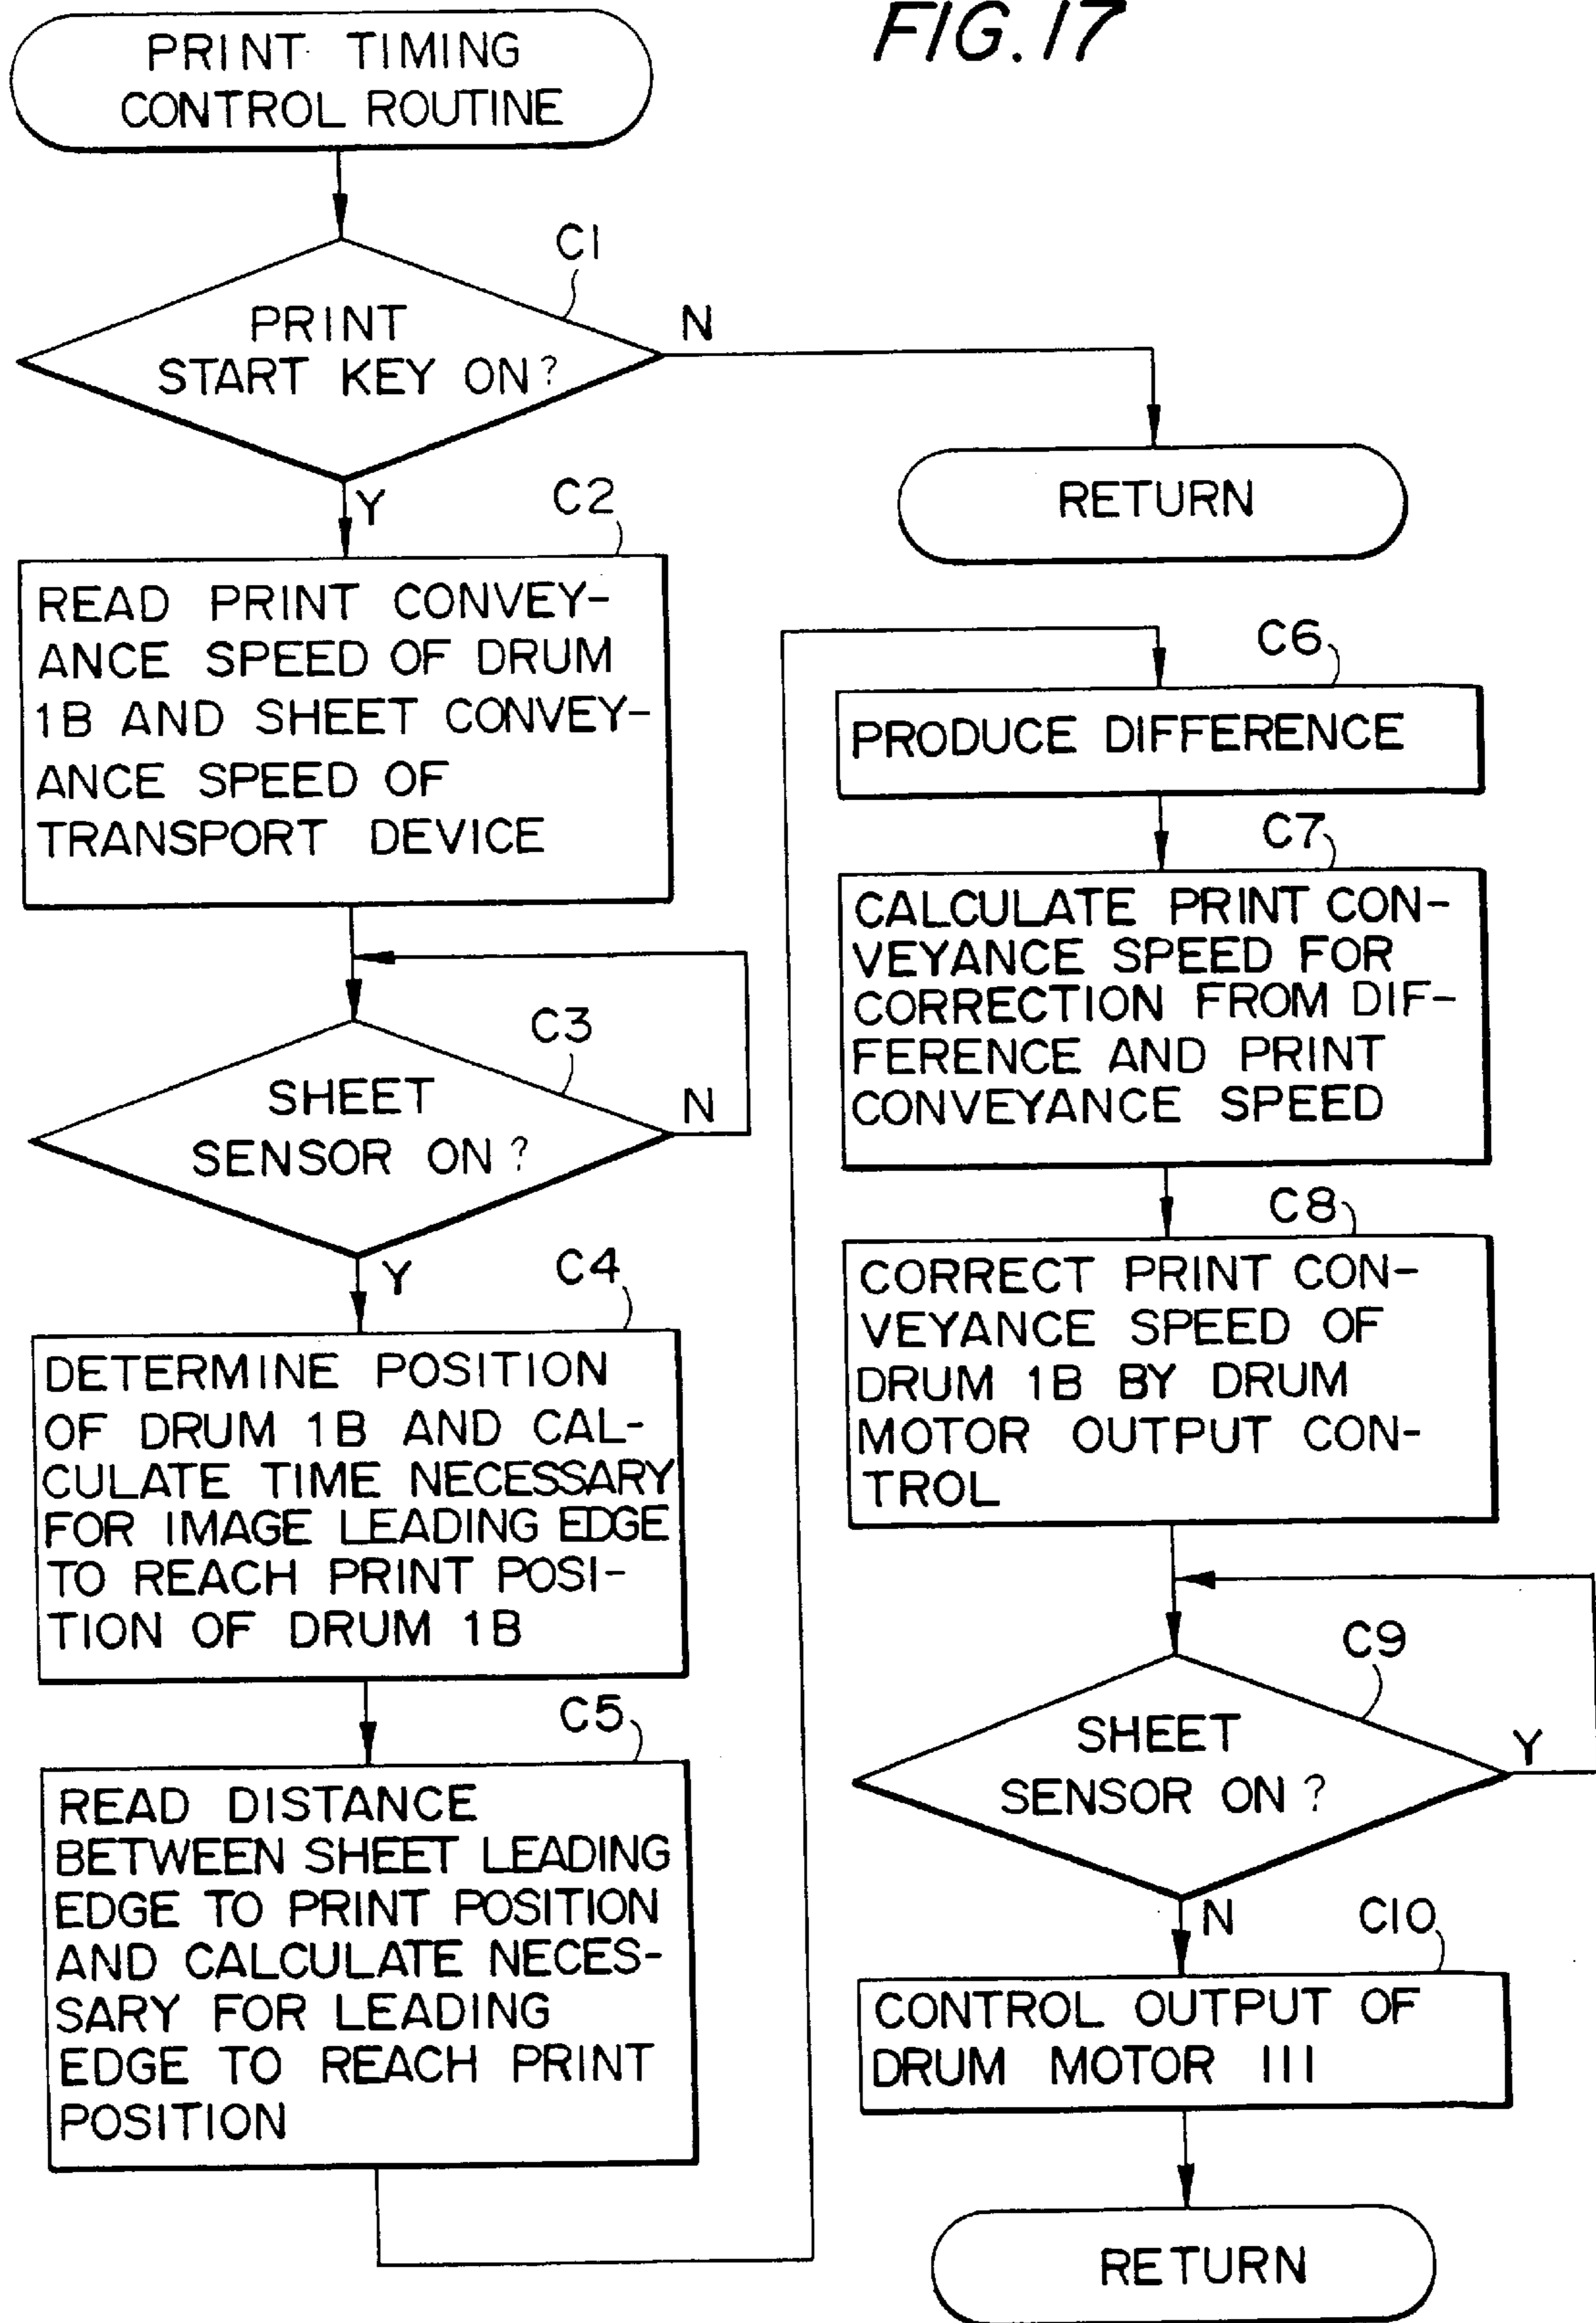 FIG. 17
PRINT TIMING
CONTROL ROUTINE
C1
PRINT
START KEY ON?
N
Y
RETURN
C2
READ PRINT CONVEY-
ANCE SPEED OF DRUM
1B AND SHEET CONVEY-
ANCE SPEED OF
TRANSPORT DEVICE
C3
SHEET
SENSOR ON?
N
Y
C4
DETERMINE POSITION
OF DRUM 1B AND CAL-
CULATE TIME NECESSARY
FOR IMAGE LEADING EDGE
TO REACH PRINT POSI-
TION OF DRUM 1B
C5
READ DISTANCE
BETWEEN SHEET LEADING
EDGE TO PRINT POSITION
AND CALCULATE NECES-
SARY FOR LEADING
EDGE TO REACH PRINT
POSITION
C6
PRODUCE DIFFERENCE
C7
CALCULATE PRINT CON-
VEYANCE SPEED FOR
CORRECTION FROM DIF-
FERENCE AND PRINT
CONVEYANCE SPEED
C8
CORRECT PRINT CON-
VEYANCE SPEED OF
DRUM 1B BY DRUM
MOTOR OUTPUT CON-
TROL
C9
SHEET
SENSOR ON?
Y
N
C10
CONTROL OUTPUT OF
DRUM MOTOR 111
RETURN